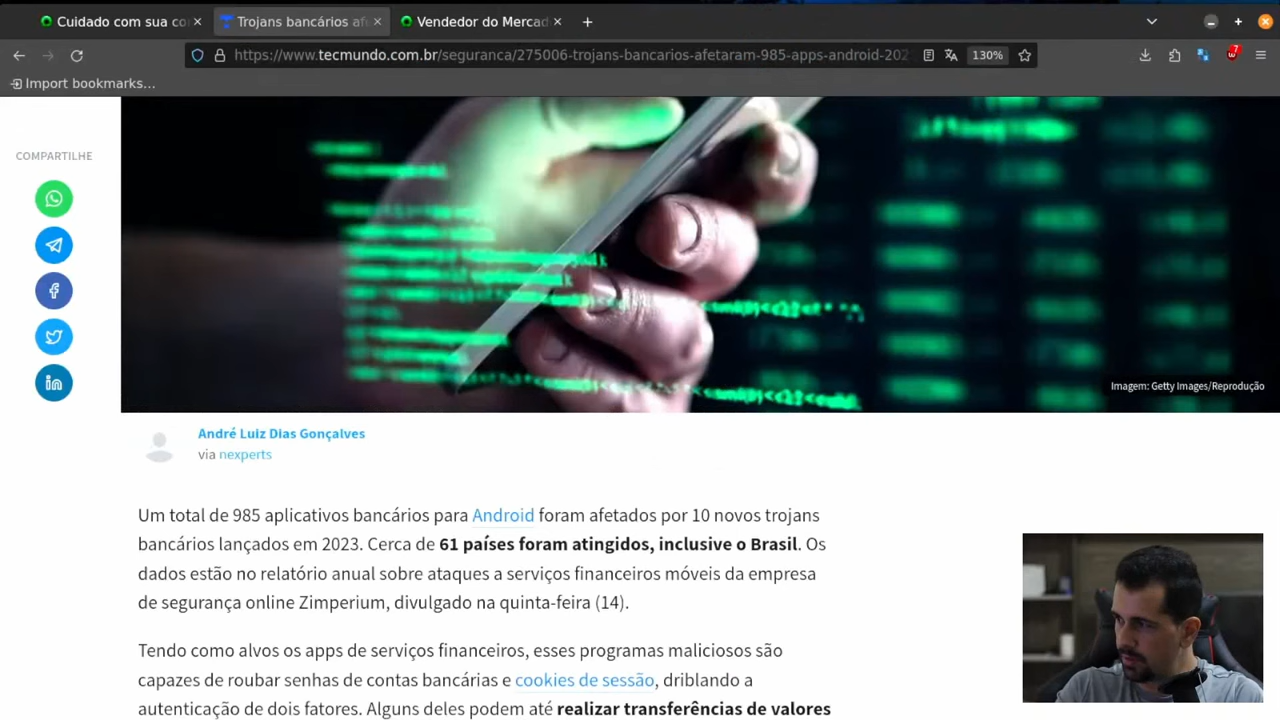 Cuidado com sua co
Trojans bancários af
Vendedor do Mercad
https://www.tecmundo.com.br/seguranca/275006-trojans-bancarios-afetaram-985-apps-android-202
130%
7
Import bookmarks...
COMPARTILHE
Imagem: Getty Images/Reprodução
André Luiz Dias Gonçalves
via nexperts
Um total de 985 aplicativos bancários para Android foram afetados por 10 novos trojans
bancários lançados em 2023. Cerca de 61 países foram atingidos, inclusive o Brasil. Os
dados estão no relatório anual sobre ataques a serviços financeiros móveis da empresa
de segurança online Zimperium, divulgado na quinta-feira (14).
Tendo como alvos os apps de serviços financeiros, esses programas maliciosos são
capazes de roubar senhas de contas bancárias e cookies de sessão, driblando a
autenticação de dois fatores. Alguns deles podem até realizar transferências de valores